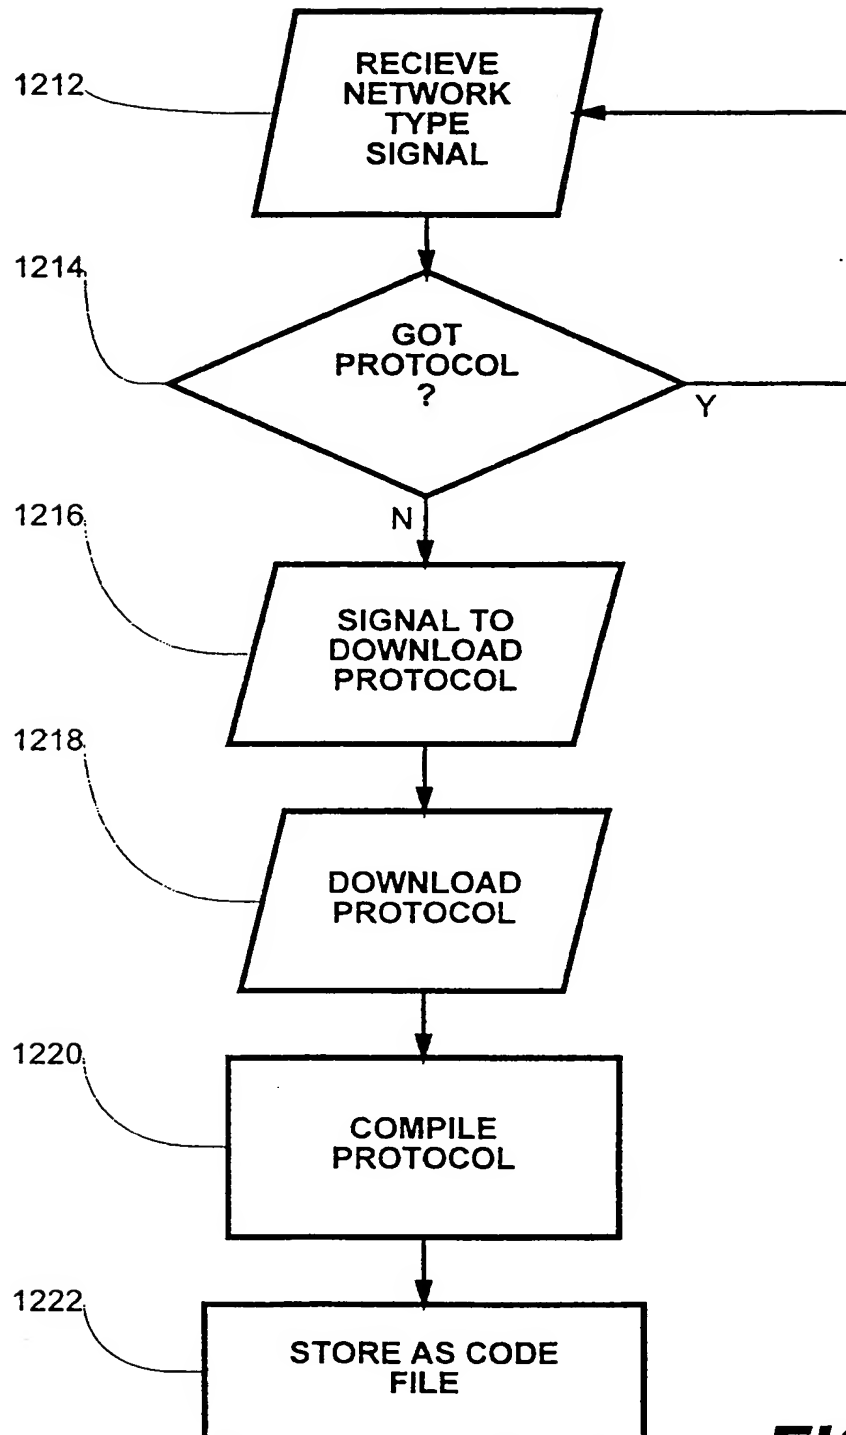 1212
RECIEVE
NETWORK
TYPE
SIGNAL
1214
GOT
PROTOCOL
?
Y
N
1216
SIGNAL TO
DOWNLOAD
PROTOCOL
1218
DOWNLOAD
PROTOCOL
1220
COMPILE
PROTOCOL
1222
STORE AS CODE
FILE